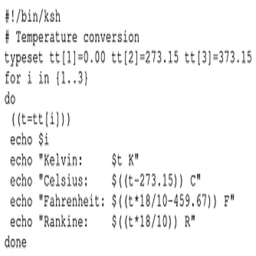 #!/bin/ksh
# Temperature conversion
typeset tt[1]=0.00 tt[2]=273.15 tt[3]=373.15
for i in {1..3}
do
 ((t=tt[i]))
 echo $i
 echo "Kelvin:    $t K"
 echo "Celsius:   $((t-273.15)) C"
 echo "Fahrenheit: $((t*18/10-459.67)) F"
 echo "Rankine:   $((t*18/10)) R"
done